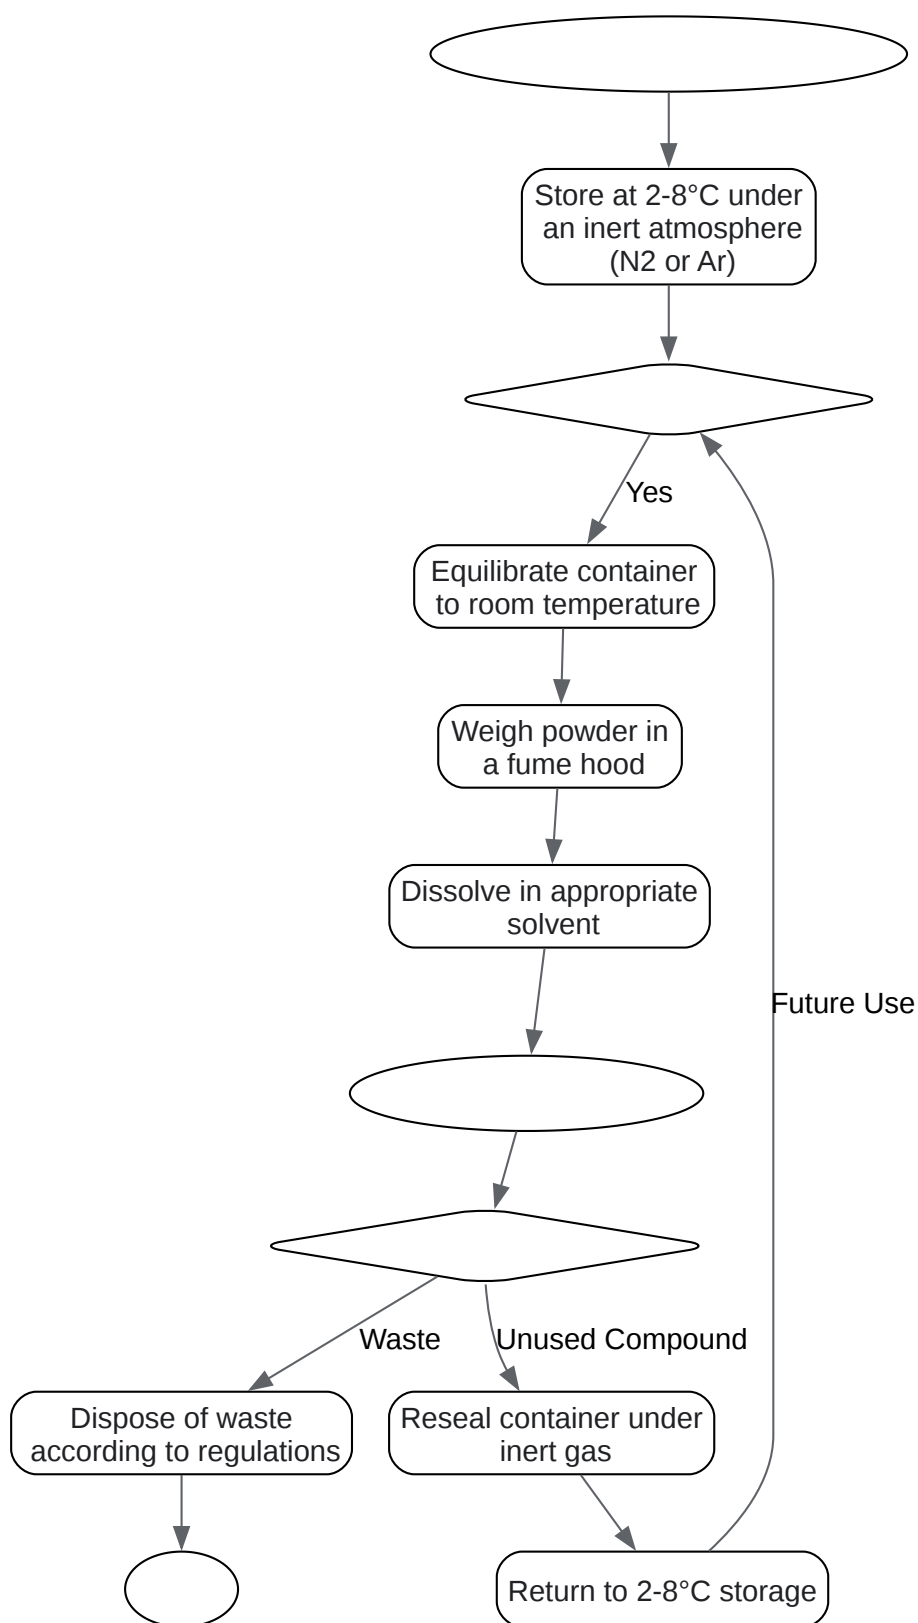 Store at 2-8°C under
an inert atmosphere
(N2 or Ar)
Yes
Equilibrate container
to room temperature
Weigh powder in
a fume hood
Dissolve in appropriate
solvent
Future Use
Waste
Unused Compound
Dispose of waste
according to regulations
Reseal container under
inert gas
Return to 2-8°C storage